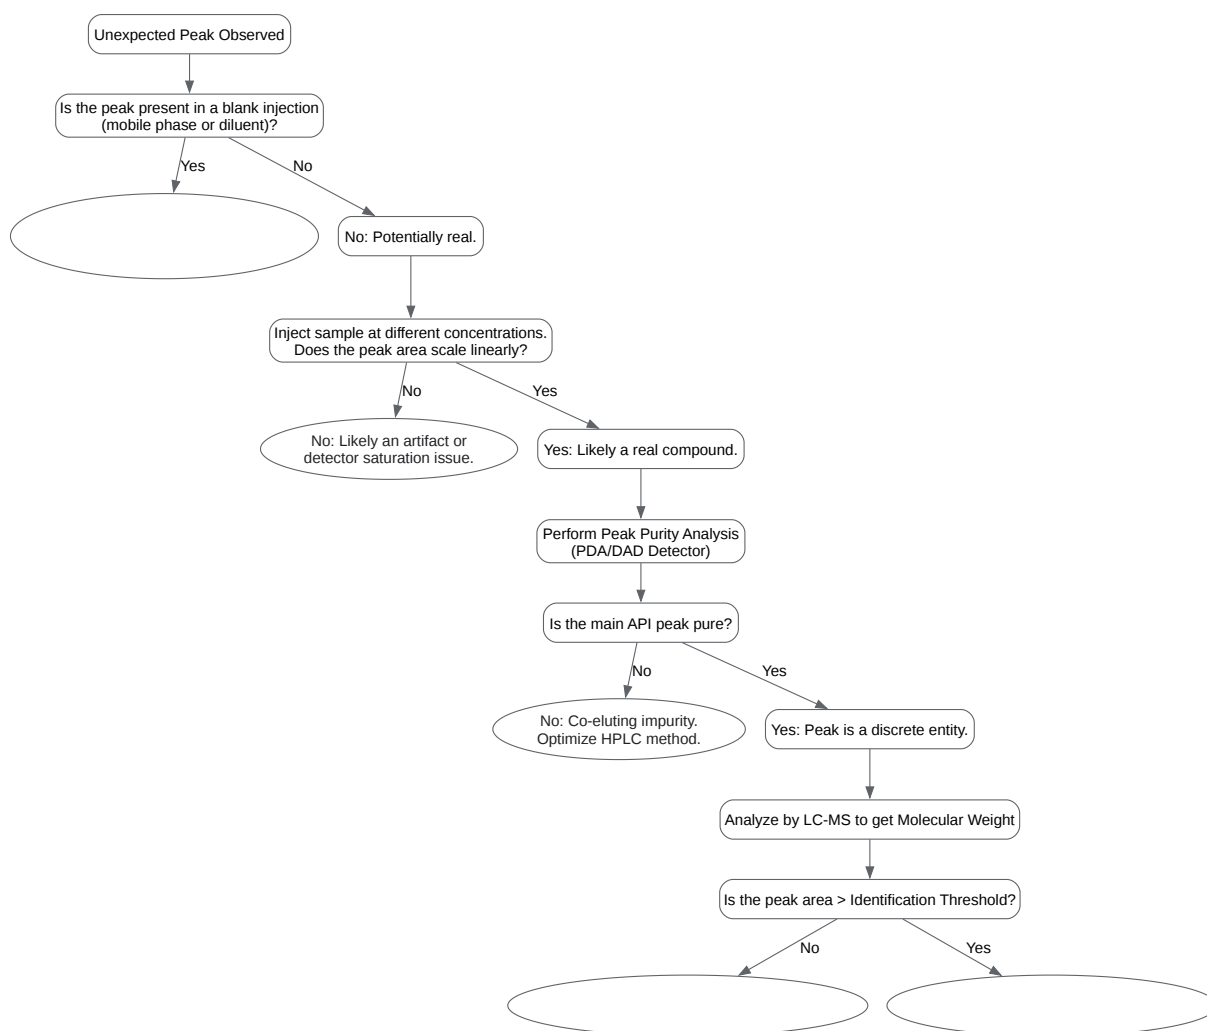 Unexpected Peak Observed
Is the peak present in a blank injection
(mobile phase or diluent)?
Yes
No
No: Potentially real.
Inject sample at different concentrations.
Does the peak area scale linearly?
No
Yes
No: Likely an artifact or
detector saturation issue.
Yes: Likely a real compound.
Perform Peak Purity Analysis
(PDA/DAD Detector)
Is the main API peak pure?
No
Yes
No: Co-eluting impurity.
Optimize HPLC method.
Yes: Peak is a discrete entity.
Analyze by LC-MS to get Molecular Weight
Is the peak area > Identification Threshold?
No
Yes